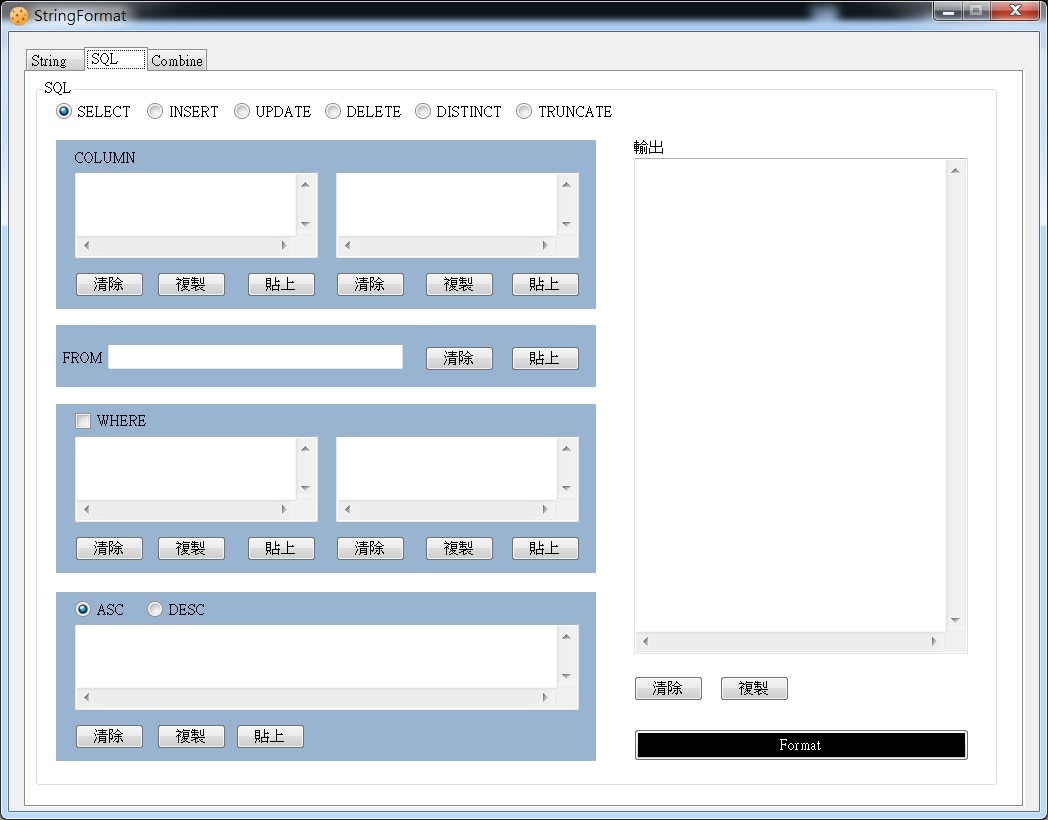 StringFormat
String SQL Combine
SQL
SELECT INSERT UPDATE DELETE DISTINCT TRUNCATE
COLUMN
清除 複製 貼上 清除 複製 貼上
FROM 清除 貼上
WHERE
清除 複製 貼上 清除 複製 貼上
ASC DESC
清除 複製 貼上
輸出
清除 複製
Format